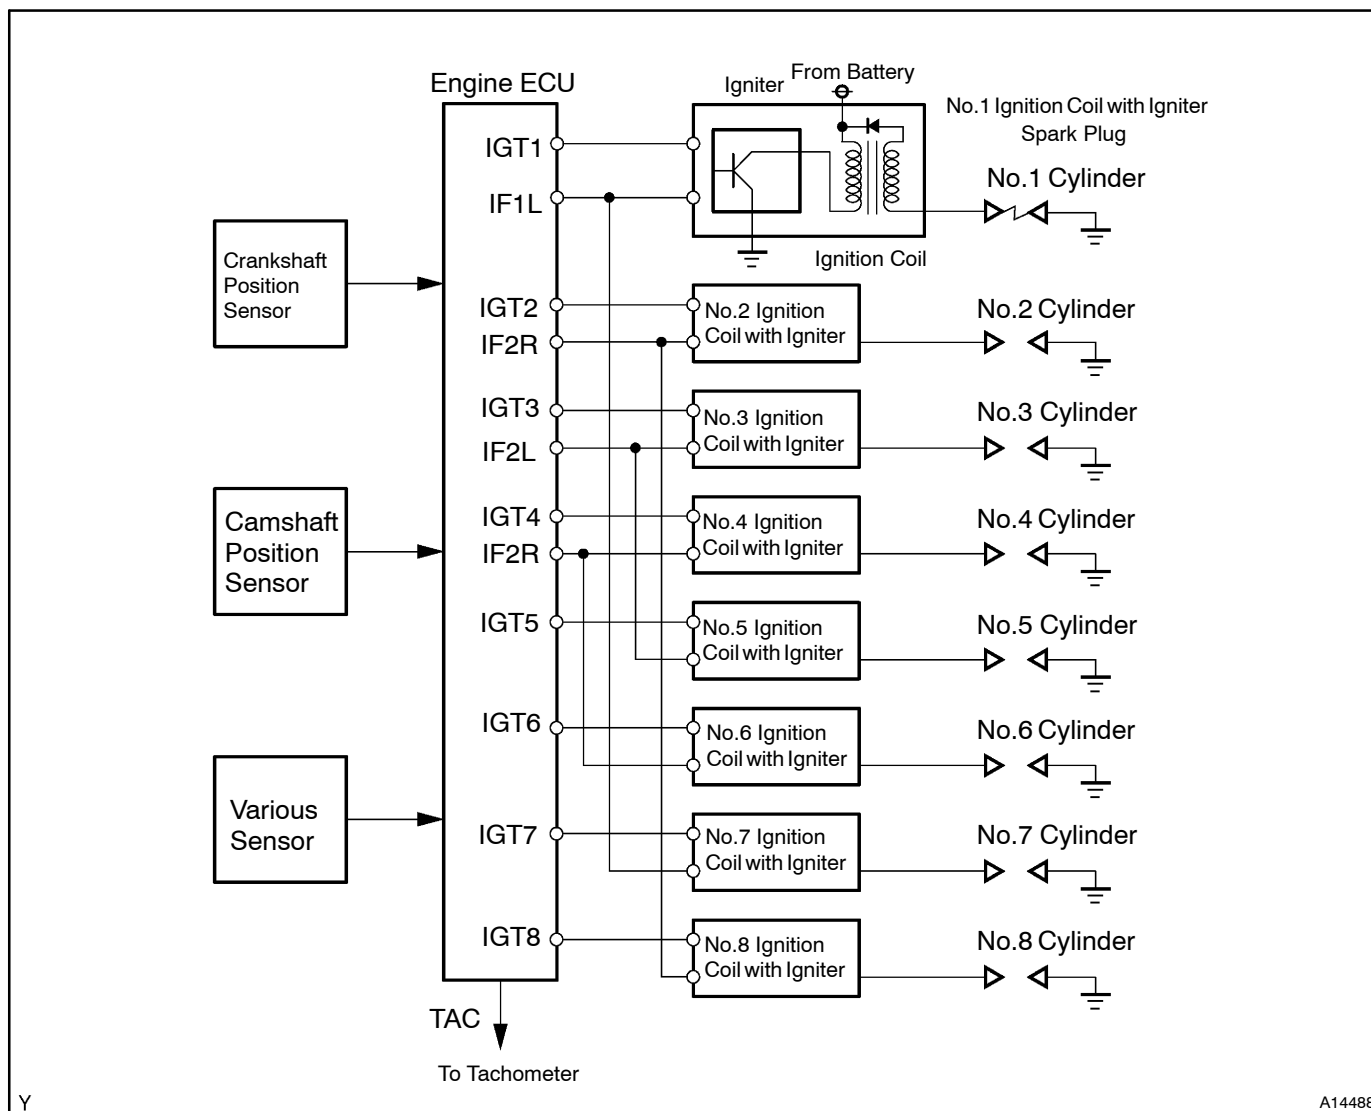 Engine ECU
Igniter
From Battery
No.1 Ignition Coil with Igniter
Spark Plug
IGT1
No.1 Cylinder
IF1L
Crankshaft
Position
Sensor
Ignition Coil
IGT2
No.2 Ignition
Coil with Igniter
No.2 Cylinder
IF2R
IGT3
No.3 Ignition
Coil with Igniter
No.3 Cylinder
IF2L
Camshaft
Position
Sensor
IGT4
No.4 Ignition
Coil with Igniter
No.4 Cylinder
IF2R
IGT5
No.5 Ignition
Coil with Igniter
No.5 Cylinder
IGT6
No.6 Ignition
Coil with Igniter
No.6 Cylinder
Various
Sensor
IGT7
No.7 Ignition
Coil with Igniter
No.7 Cylinder
IGT8
No.8 Ignition
Coil with Igniter
No.8 Cylinder
TAC
To Tachometer
Y
A14488